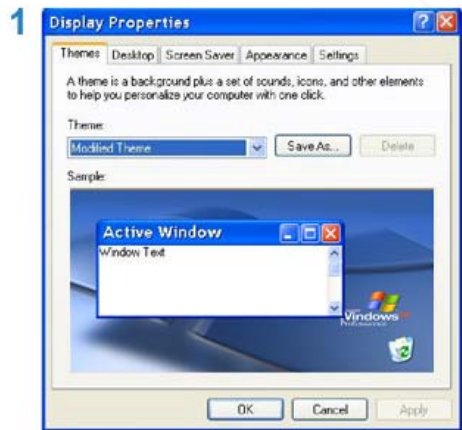 1
Display Properties
Themes Desktop Screen Saver Appearance Settings
A theme is a background plus a set of sounds, icons, and other elements
to help you personalize your computer with one click.
Theme:
Modified Theme Save As... Delete
Sample:
Active Window
Window Text
Windows xp
Professional
OK Cancel Apply